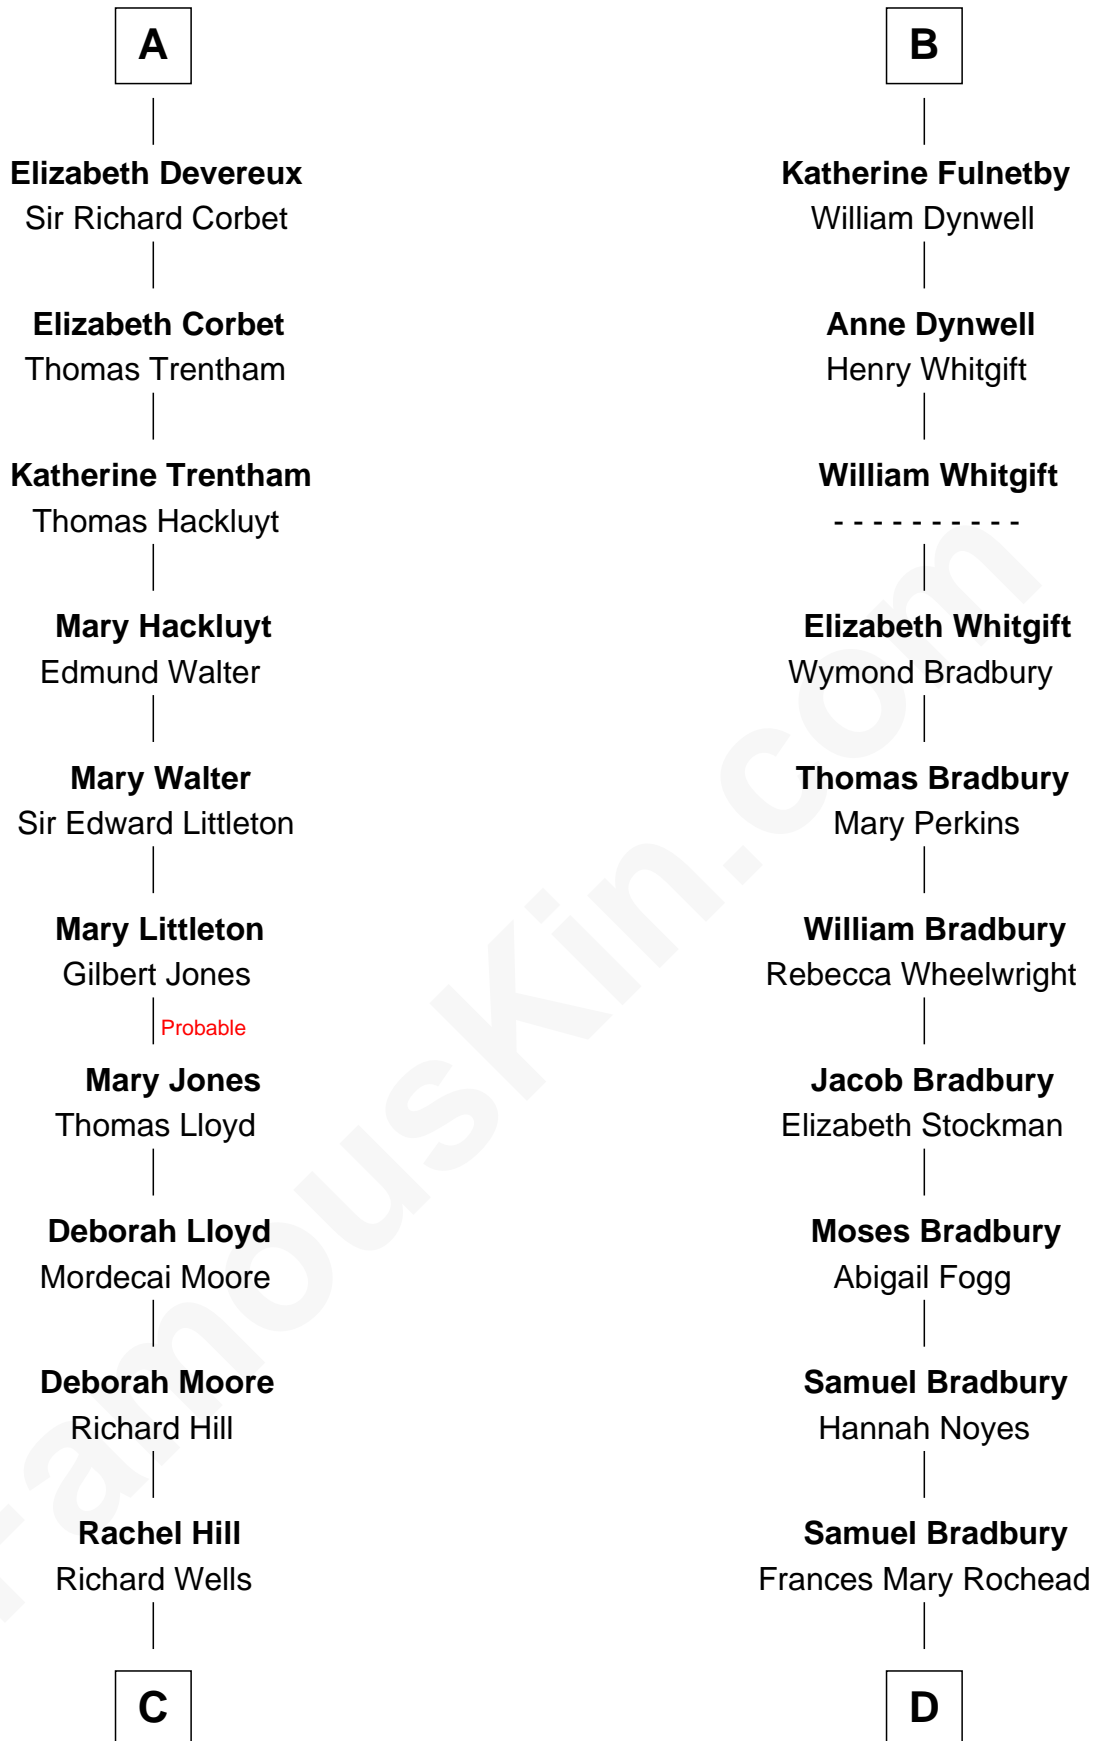 A
Elizabeth Devereux
Sir Richard Corbet
Elizabeth Corbet
Thomas Trentham
Katherine Trentham
Thomas Hackluyt
Mary Hackluyt
Edmund Walter
Mary Walter
Sir Edward Littleton
Mary Littleton
Gilbert Jones
Probable
Mary Jones
Thomas Lloyd
Deborah Lloyd
Mordecai Moore
Deborah Moore
Richard Hill
Rachel Hill
Richard Wells
C
B
Katherine Fulnetby
William Dynwell
Anne Dynwell
Henry Whitgift
William Whitgift
- - - - - - - - - -
Elizabeth Whitgift
Wymond Bradbury
Thomas Bradbury
Mary Perkins
William Bradbury
Rebecca Wheelwright
Jacob Bradbury
Elizabeth Stockman
Moses Bradbury
Abigail Fogg
Samuel Bradbury
Hannah Noyes
Samuel Bradbury
Frances Mary Rochead
D
FamousKin.com